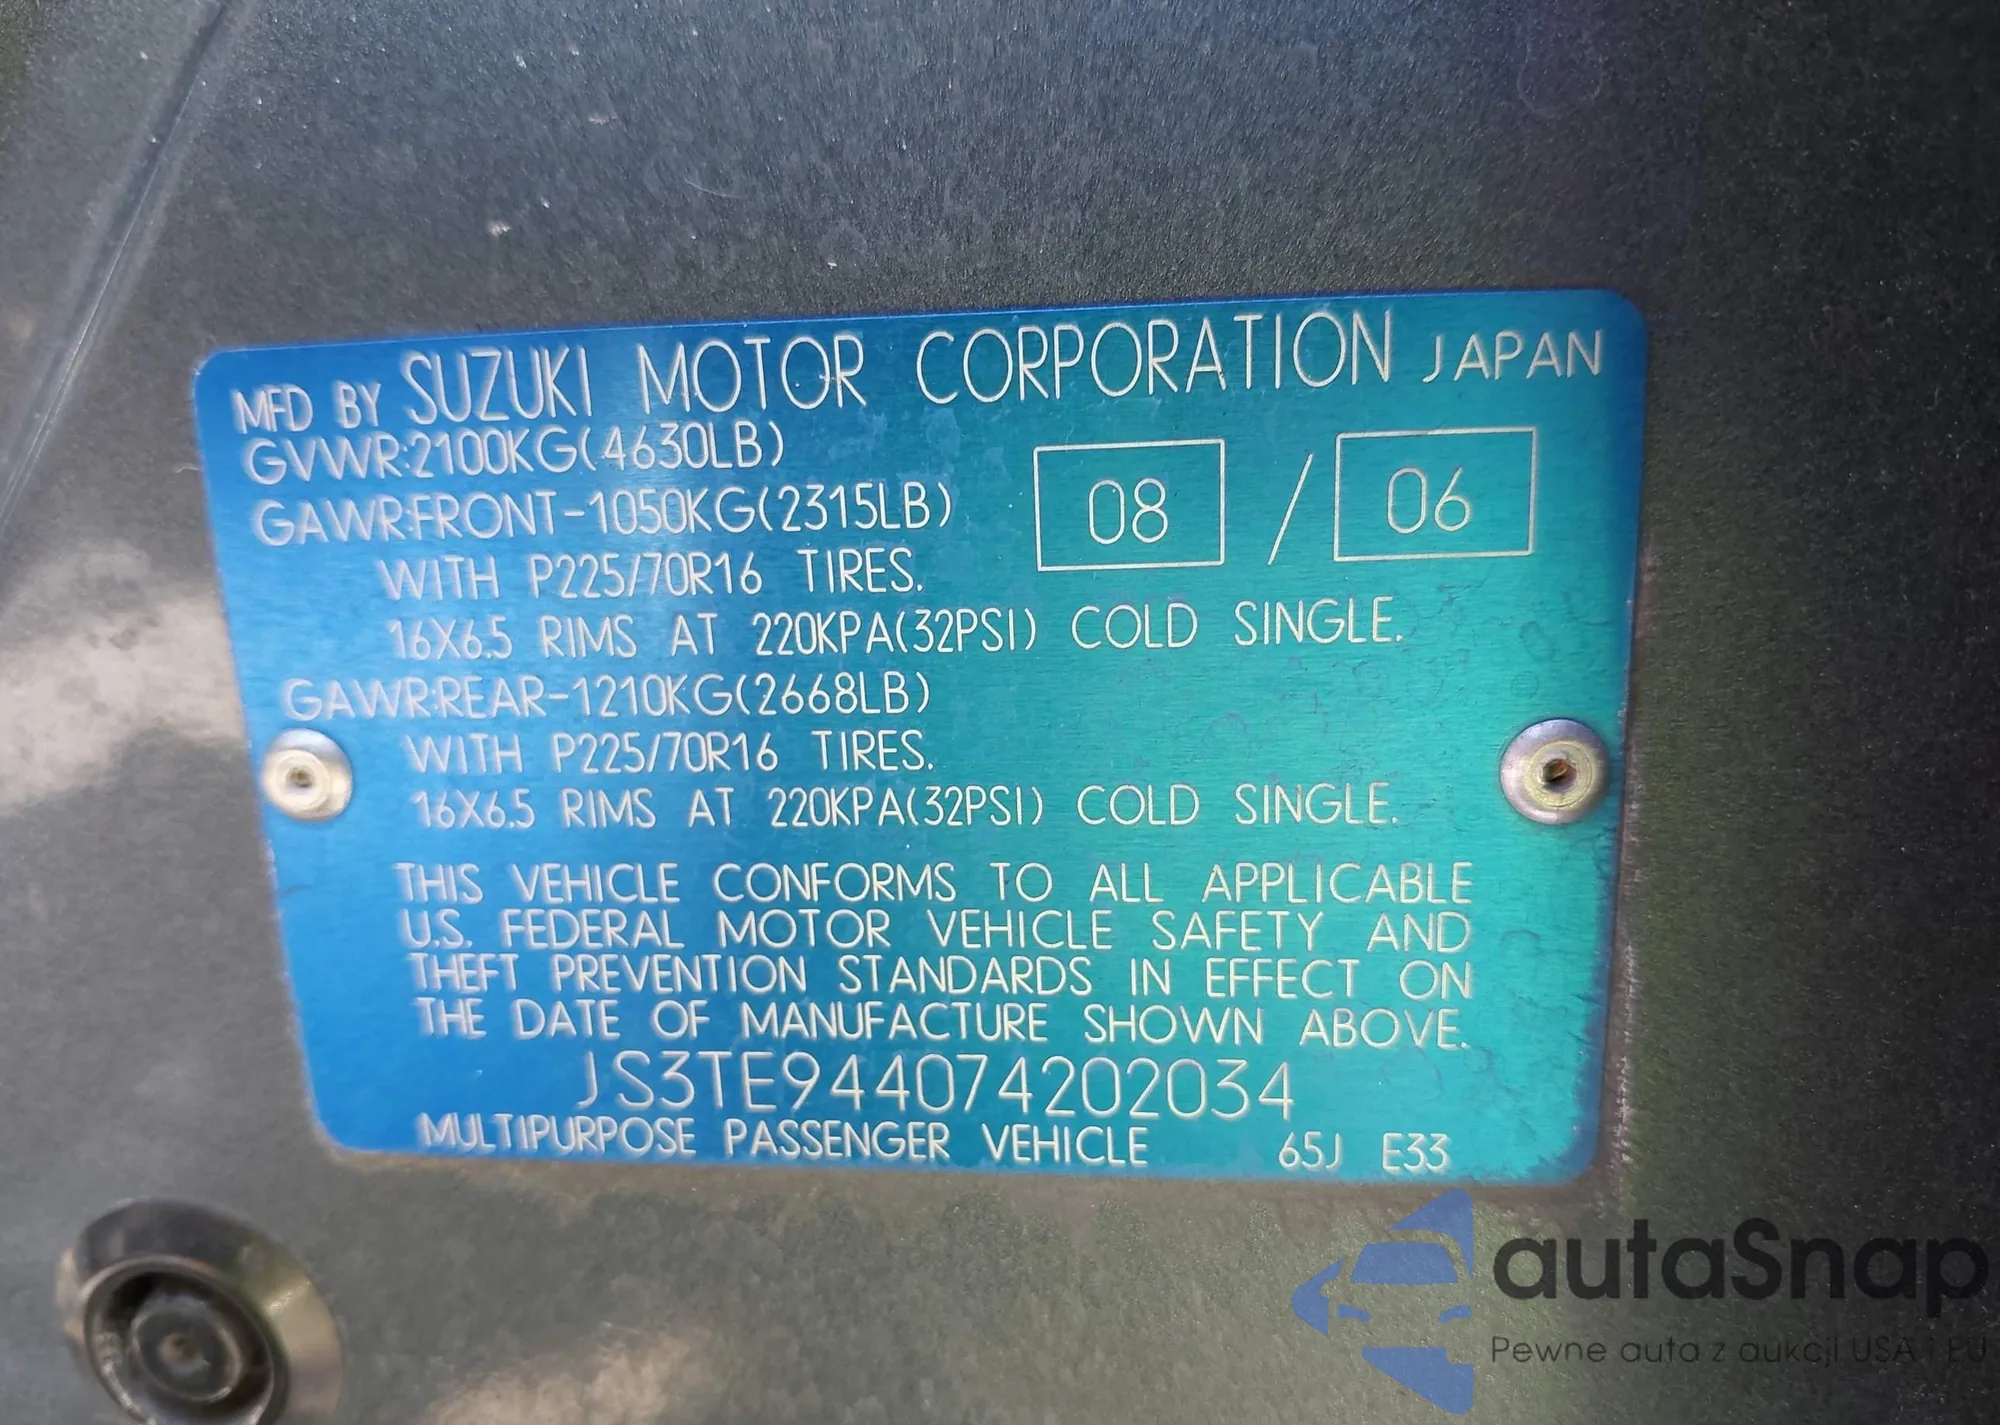 MFD BY SUZUKI MOTOR CORPORATION JAPAN
GVWR:2100KG(4630LB)
08 / 06
GAWR:FRONT-1050KG(2315LB)
WITH P225/70R16 TIRES.
16X6.5 RIMS AT 220KPA(32PSI) COLD SINGLE.
GAWR:REAR-1210KG(2668LB)
WITH P225/70R16 TIRES.
16X6.5 RIMS AT 220KPA(32PSI) COLD SINGLE.
THIS VEHICLE CONFORMS TO ALL APPLICABLE
U.S. FEDERAL MOTOR VEHICLE SAFETY AND
THEFT PREVENTION STANDARDS IN EFFECT ON
THE DATE OF MANUFACTURE SHOWN ABOVE.
JS3TE944074202034
MULTIPURPOSE PASSENGER VEHICLE 65J E33
autaSnap
Pewne auta z aukcji USA i EU